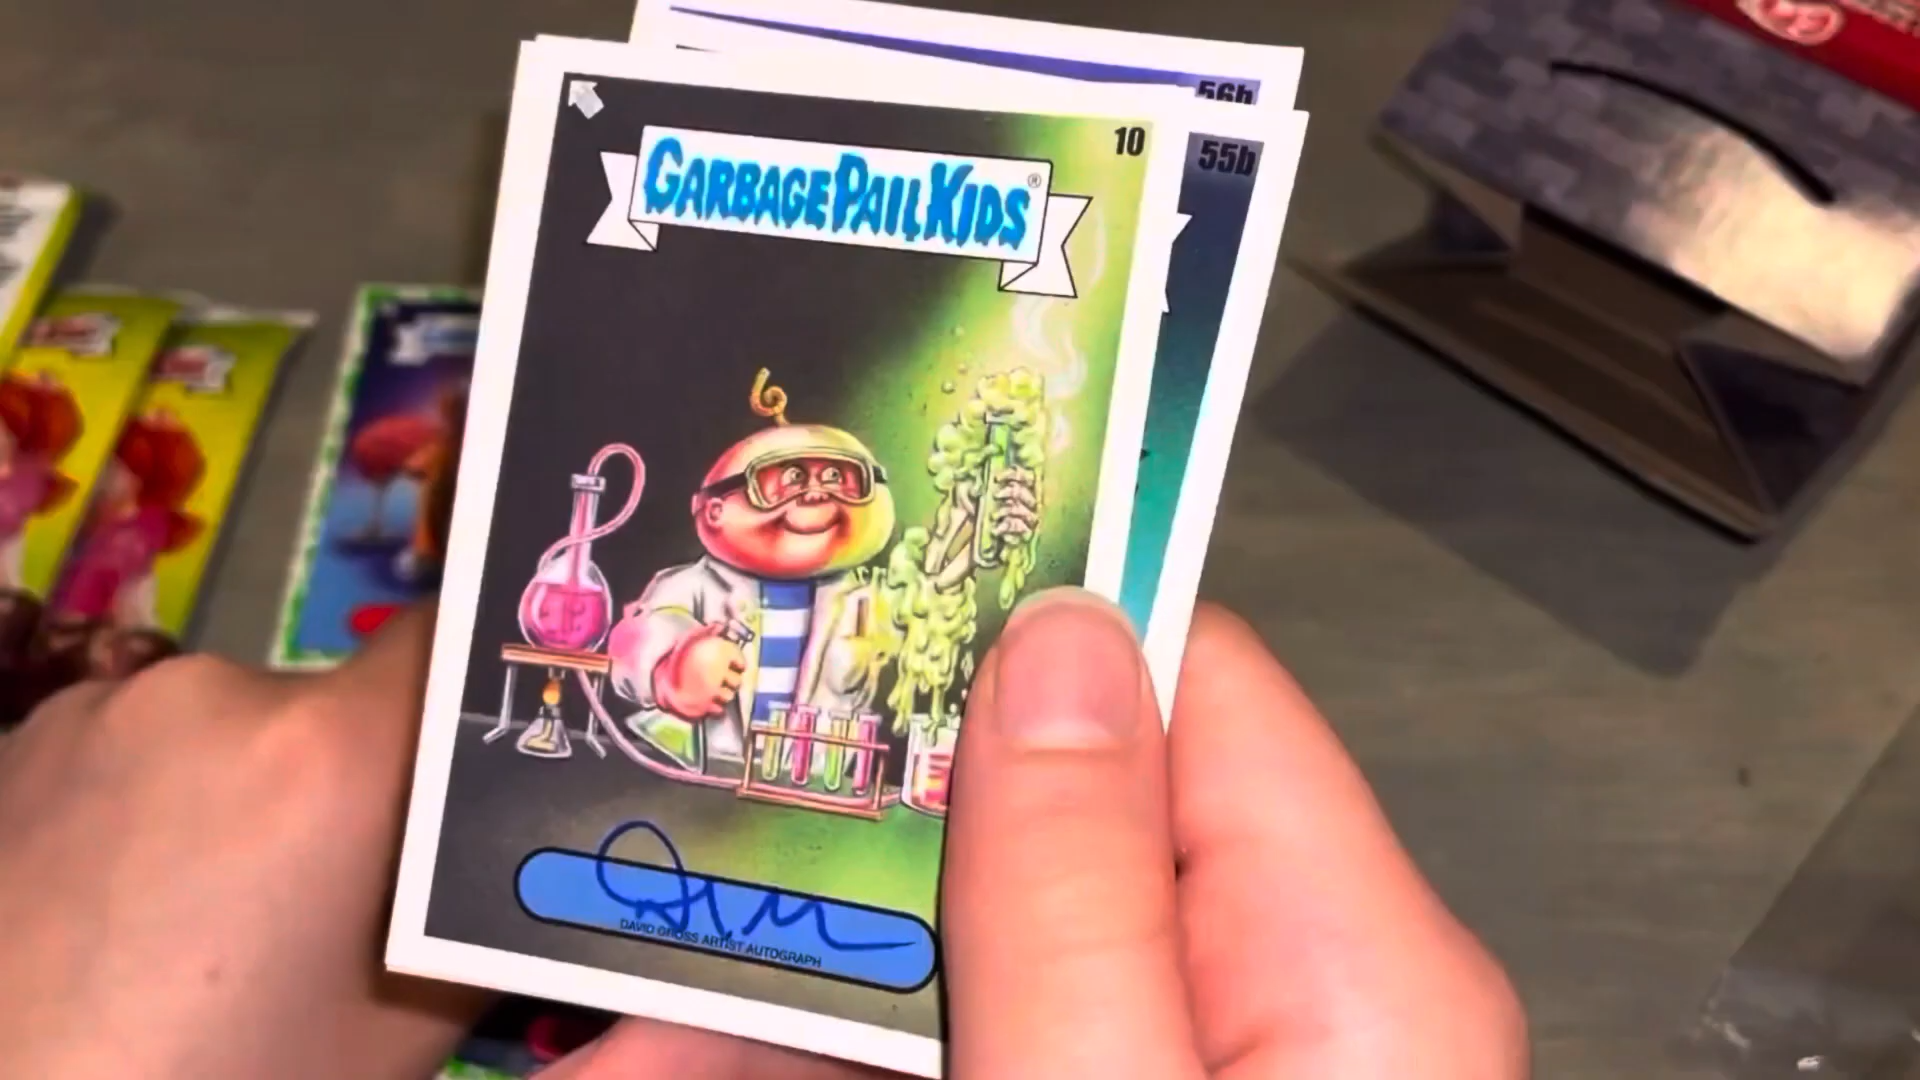 56b
10
GARBAGE PAIL KIDS®
55b
DAVID GROSS ARTIST AUTOGRAPH